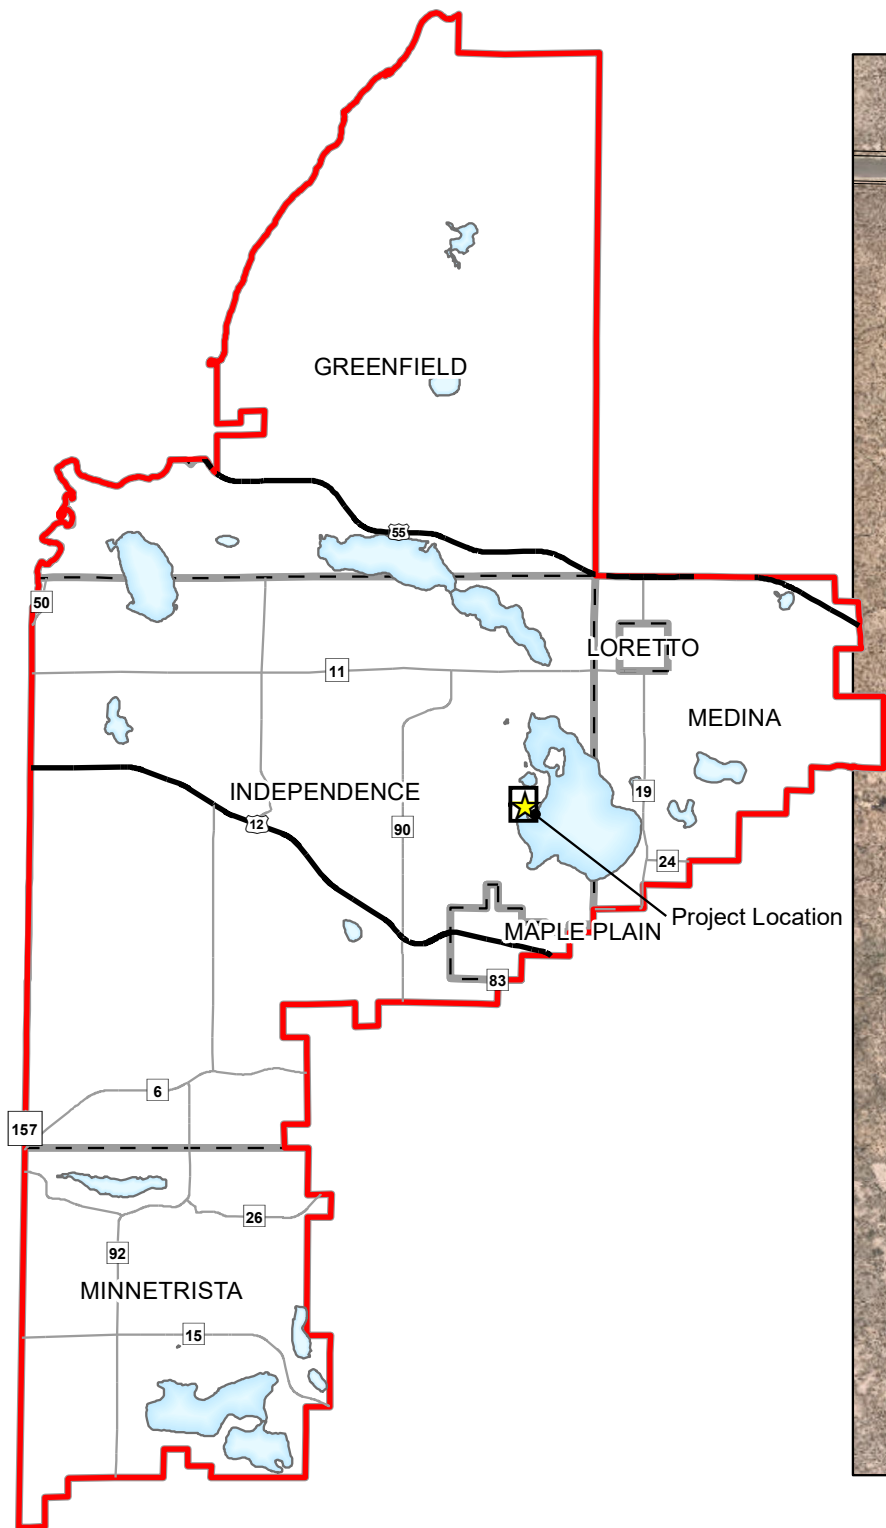 GREENFIELD
55
50
LORETTO
11
MEDINA
INDEPENDENCE
19
12
90
24
Project Location
MAPLE PLAIN
83
6
157
26
92
MINNETRISTA
15